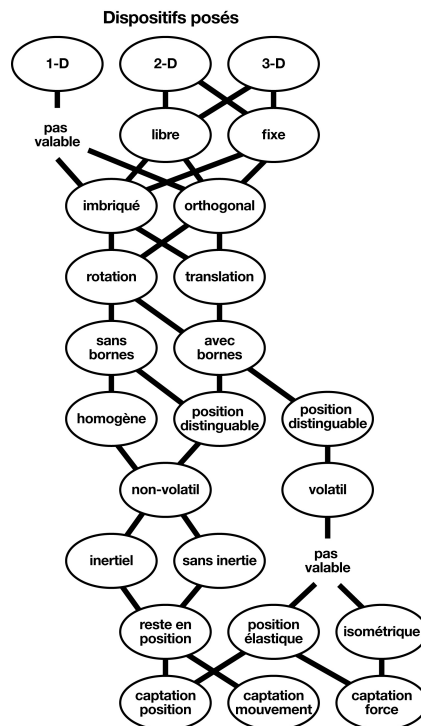 Dispositifs posés
1-D
2-D
3-D
pas
valable
libre
fixe
imbriqué
orthogonal
rotation
translation
sans
bornes
avec
bornes
homogène
position
distinguable
position
distinguable
non-volatil
volatil
inertiel
sans inertie
pas
valable
reste en
position
position
élastique
isométrique
captation
position
captation
mouvement
captation
force